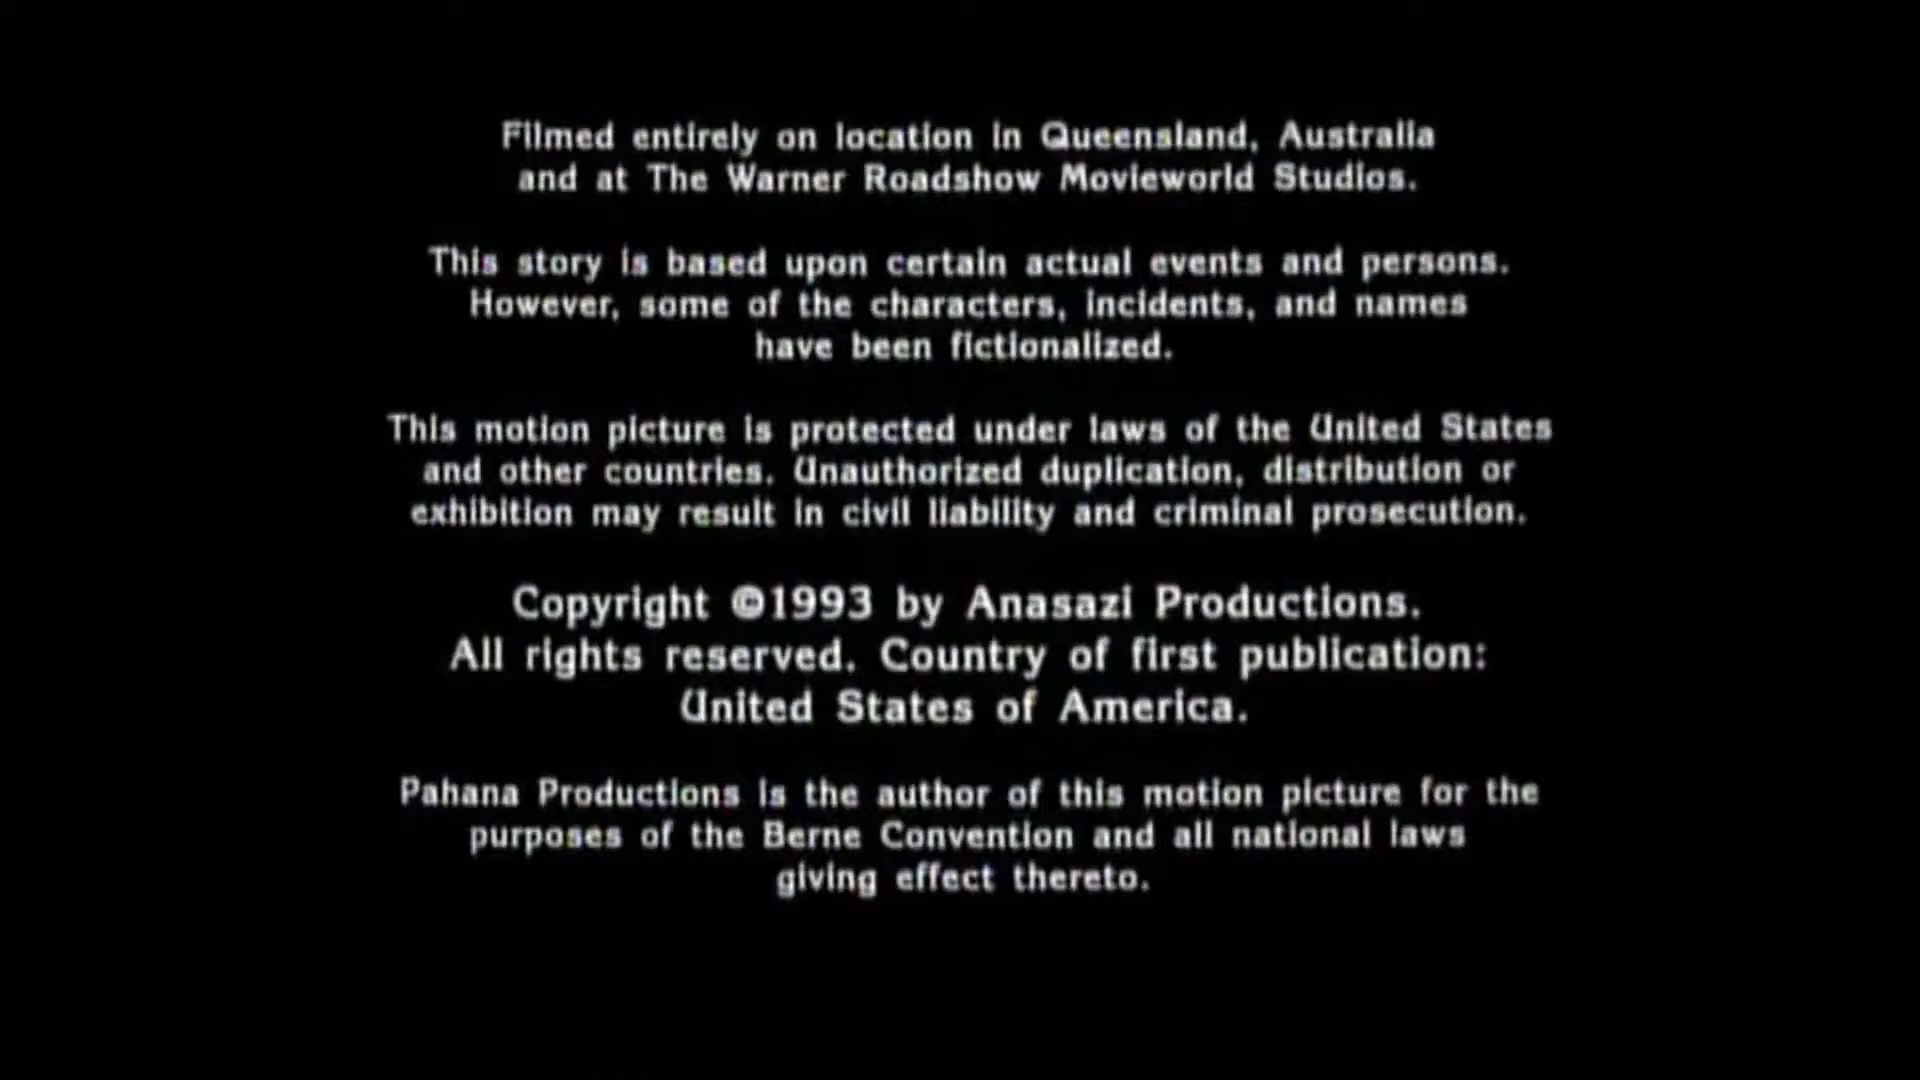 Filmed entirely on location in Queensland, Australia
and at The Warner Roadshow Movieworld Studios.
This story is based upon certain actual events and persons.
However, some of the characters, incidents, and names
have been fictionalized.
This motion picture is protected under laws of the United States
and other countries. Unauthorized duplication, distribution or
exhibition may result in civil liability and criminal prosecution.
Copyright ©1993 by Anasazi Productions.
All rights reserved. Country of first publication:
United States of America.
Pahana Productions is the author of this motion picture for the
purposes of the Berne Convention and all national laws
giving effect thereto.